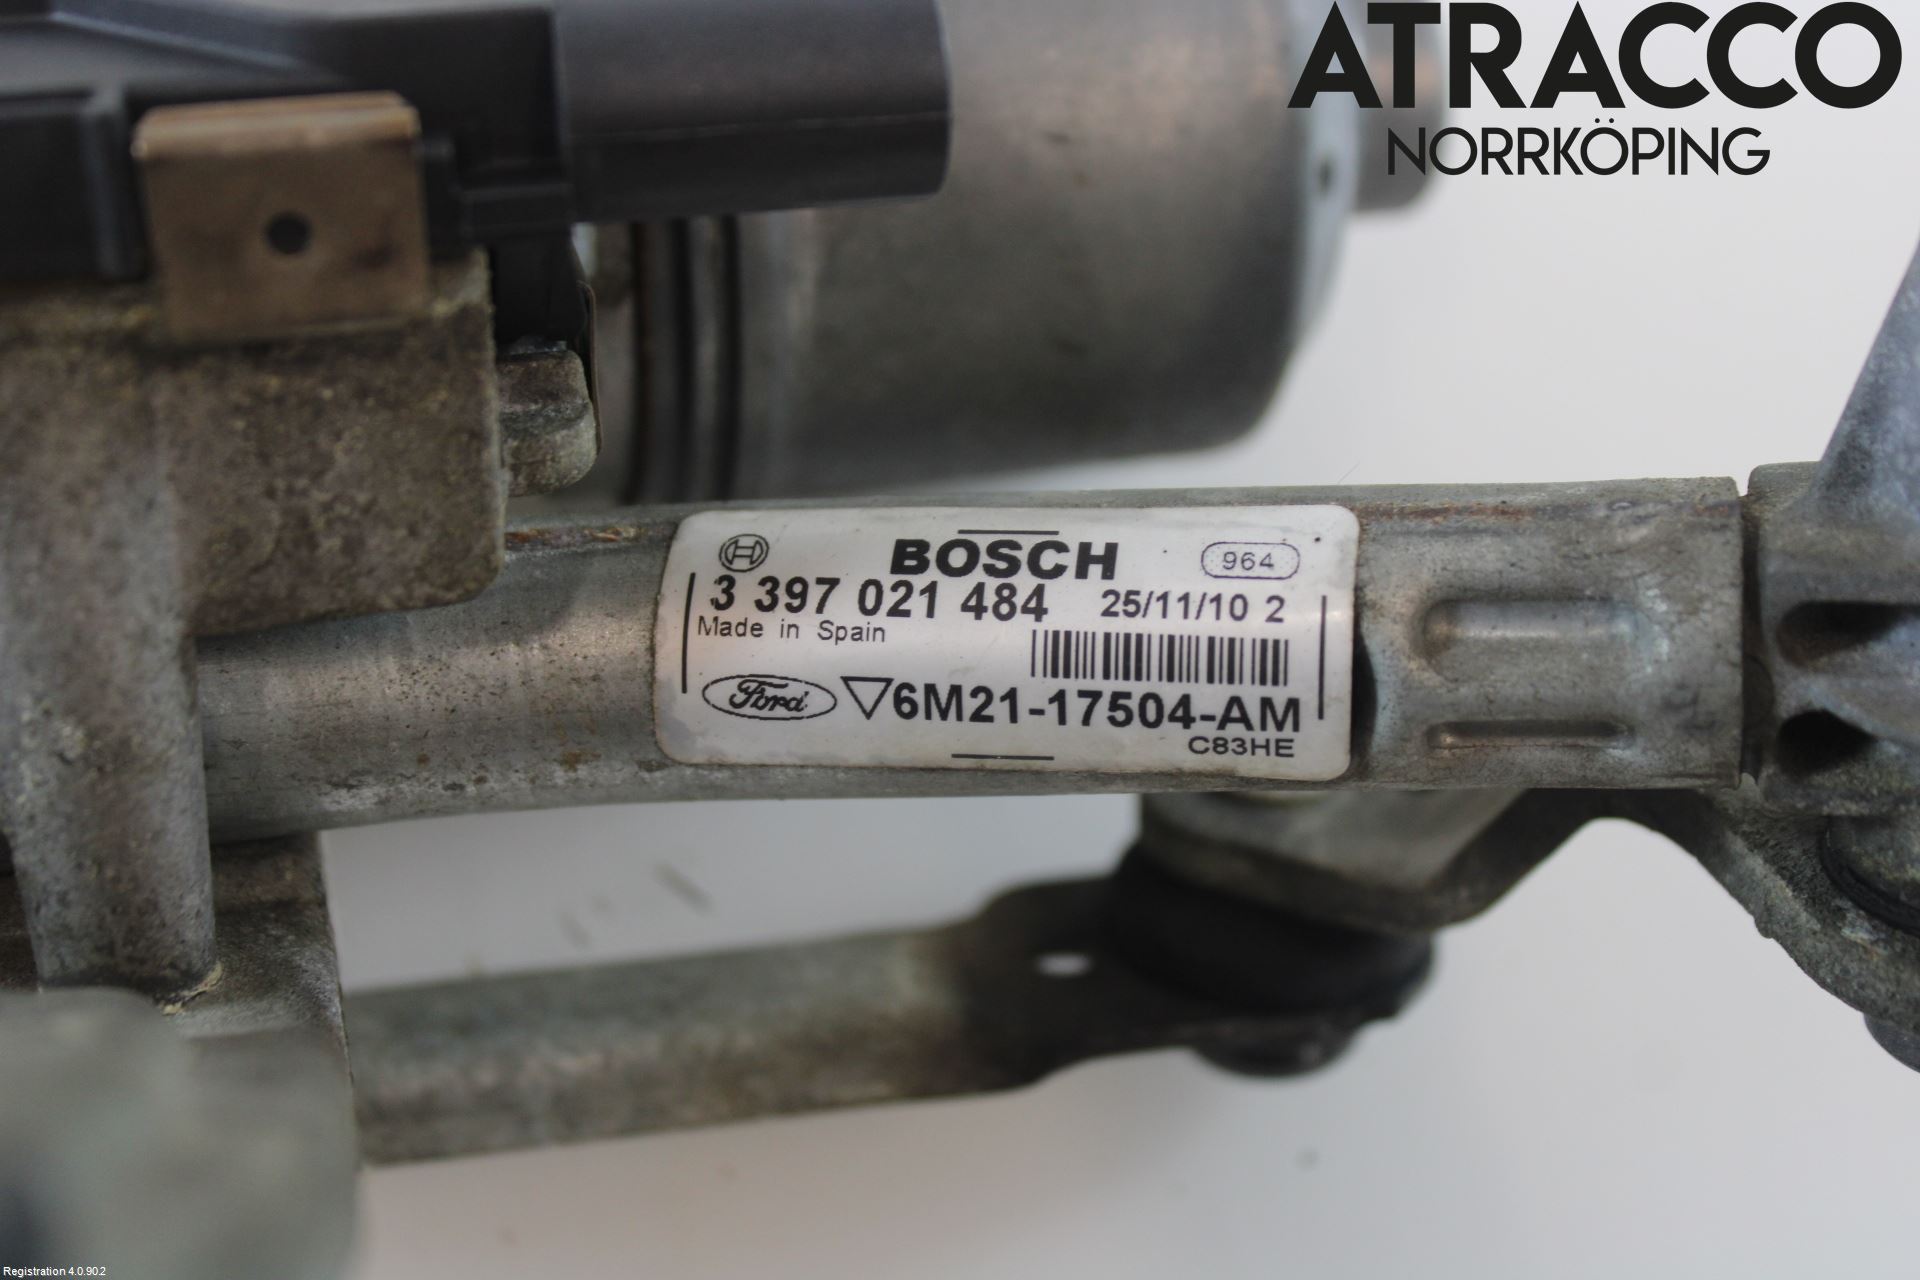 ATRACCO
NORRKÖPING
BOSCH 964
3 397 021 484 25/11/10 2
Made in Spain
Ford 6M21-17504-AM
C83HE
Registration 4.0.90.2